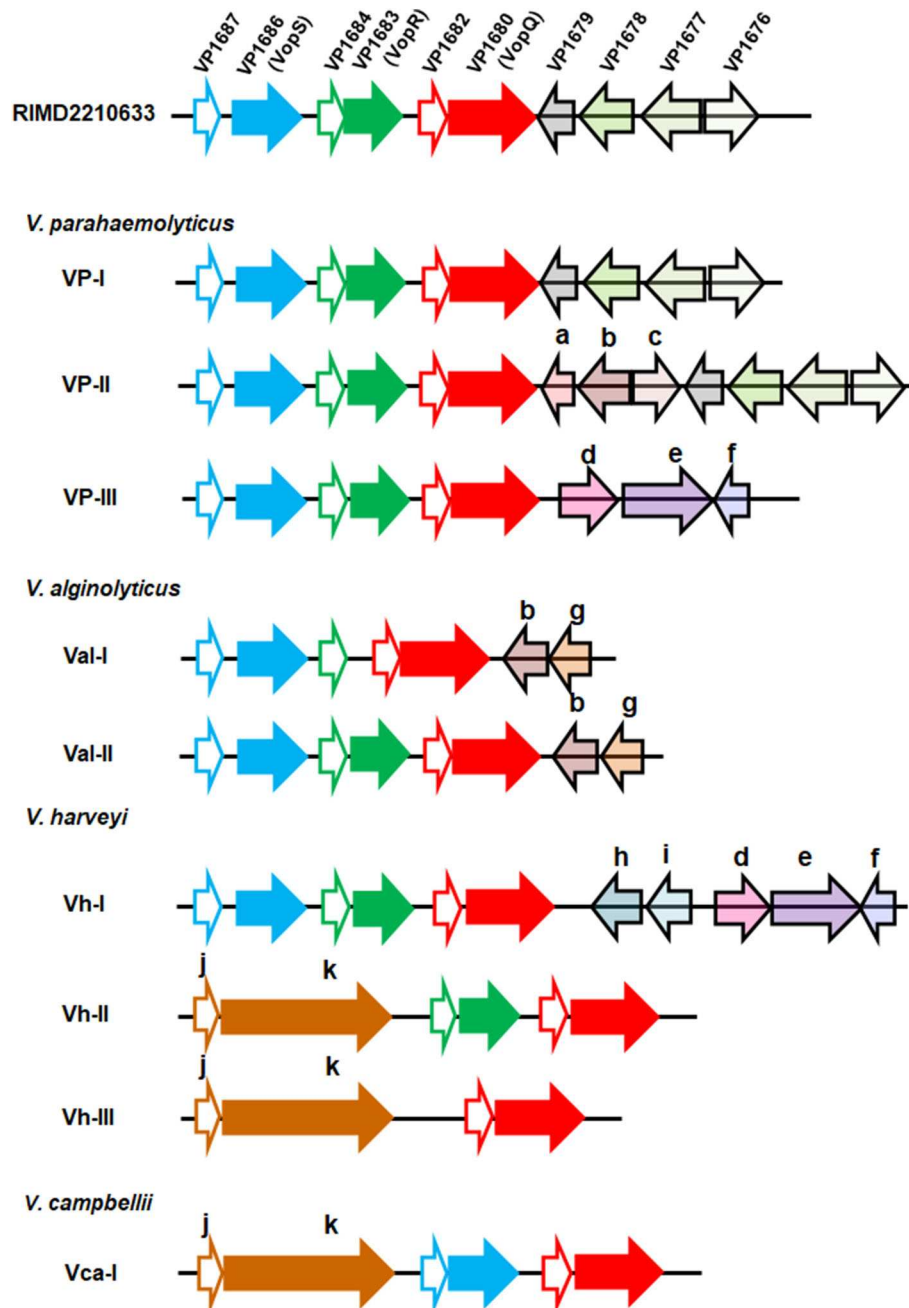 VP1687
VP1686
(VopS)
VP1684
VP1683
(VopR)
VP1682
VP1680
(VopQ)
VP1679
VP1678
VP1677
VP1676
RIMD2210633
V. parahaemolyticus
VP-I
a b c
VP-II
d e f
VP-III
V. alginolyticus
b g
Val-I
b g
Val-II
V. harveyi
h i d e f
Vh-I
j k
Vh-II
j k
Vh-III
V. campbellii
j k
Vca-I